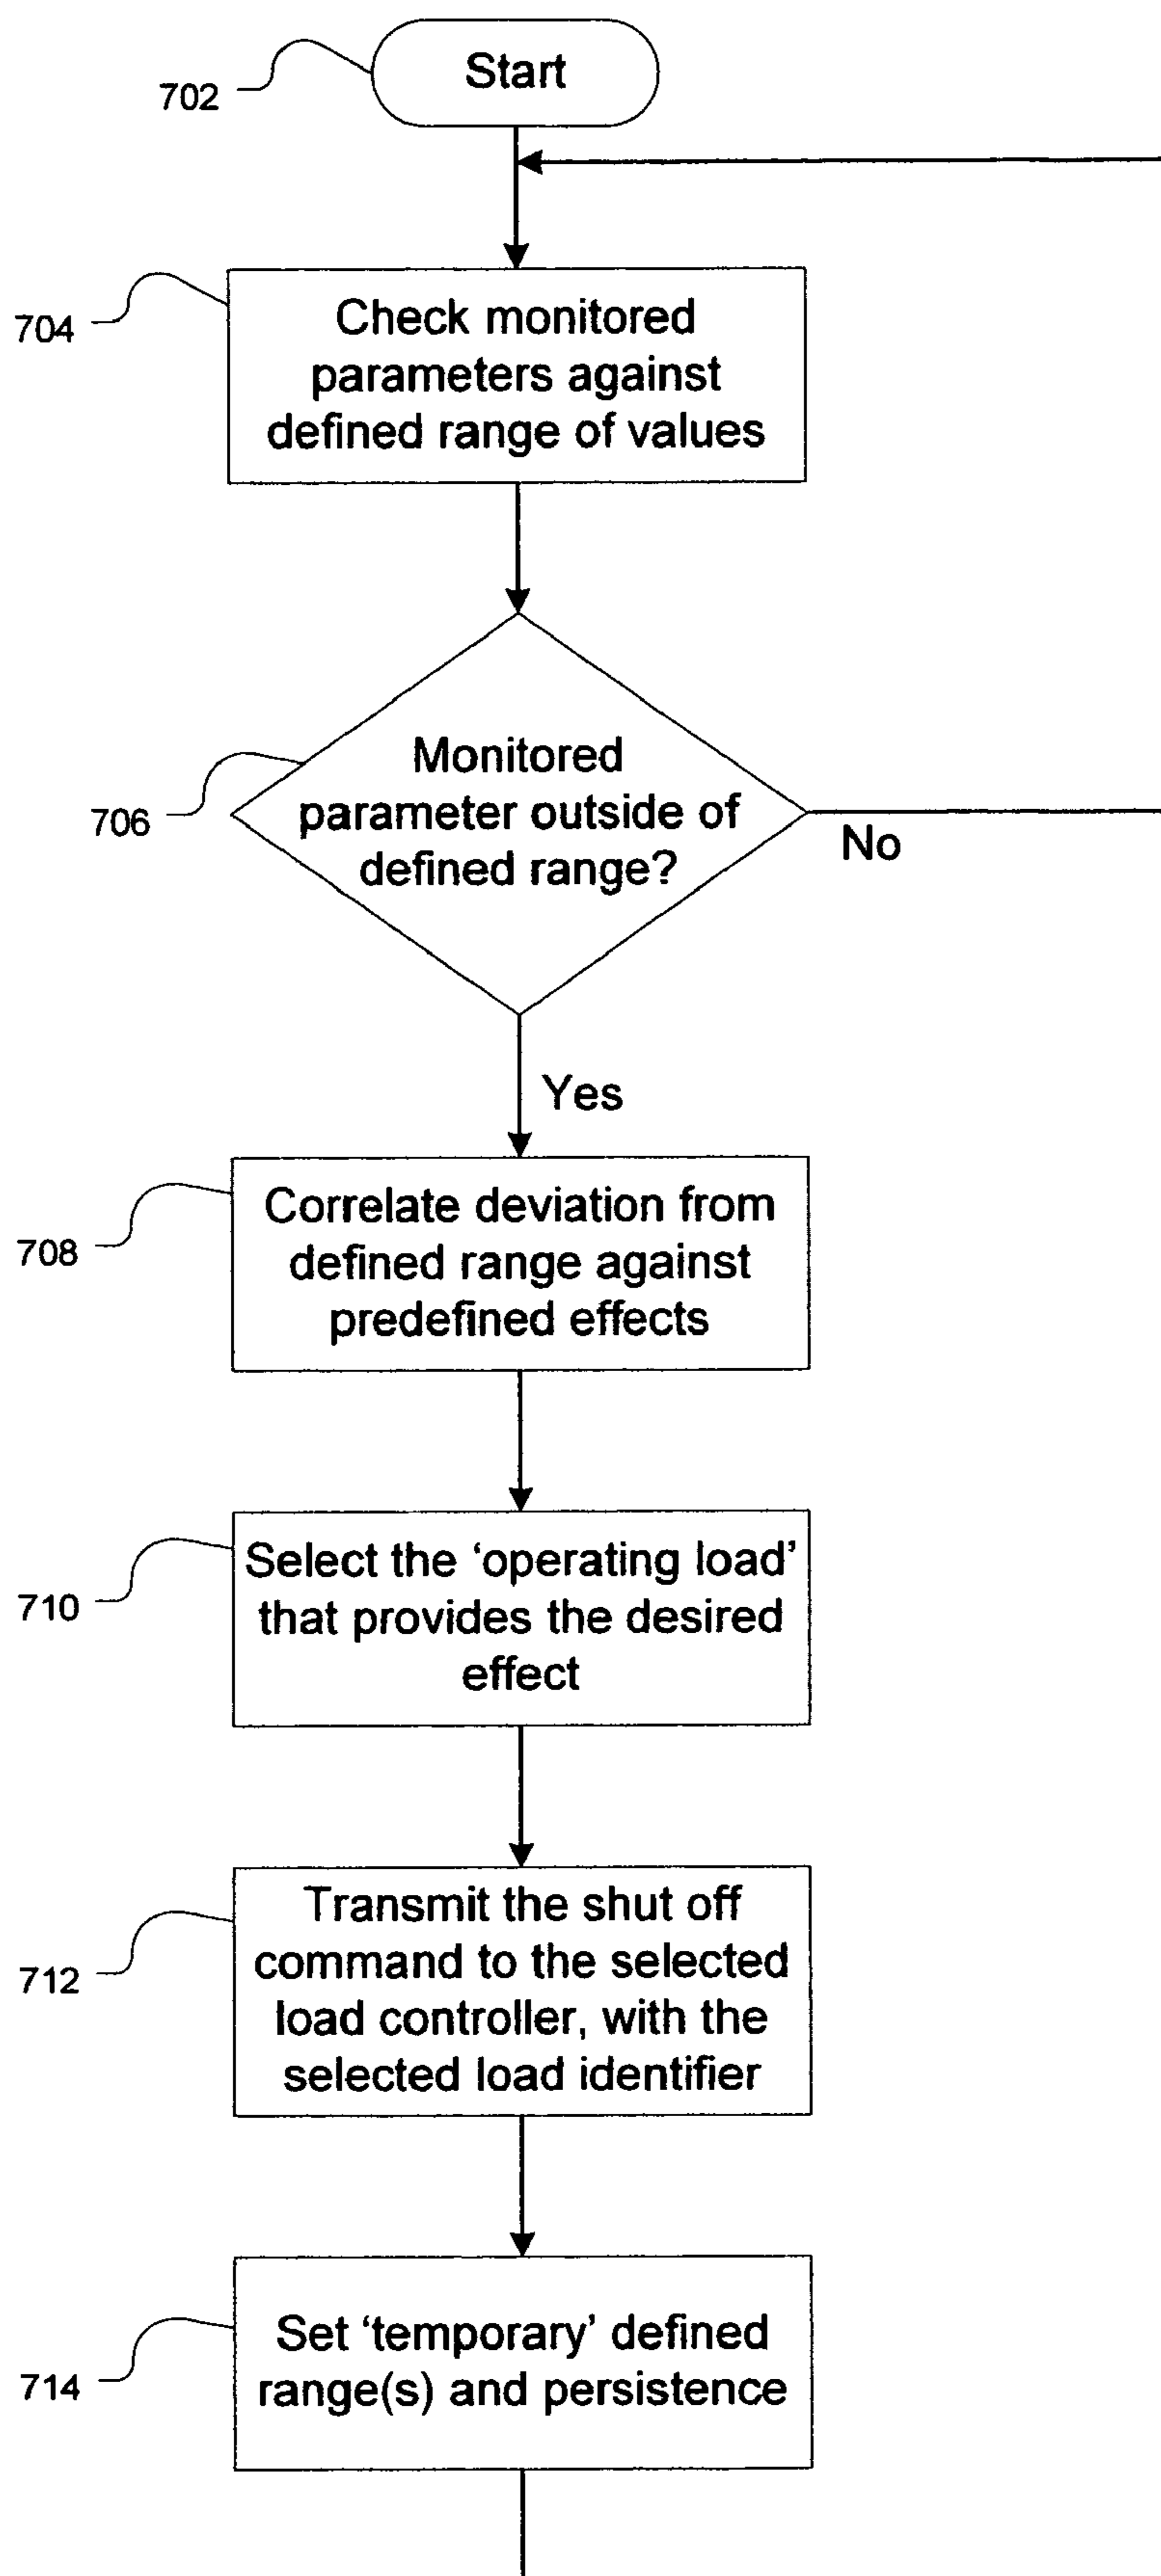 702
Start
704
Check monitored
parameters against
defined range of values
706
Monitored
parameter outside of
defined range?
No
Yes
708
Correlate deviation from
defined range against
predefined effects
710
Select the ‘operating load’
that provides the desired
effect
712
Transmit the shut off
command to the selected
load controller, with the
selected load identifier
714
Set ‘temporary’ defined
range(s) and persistence